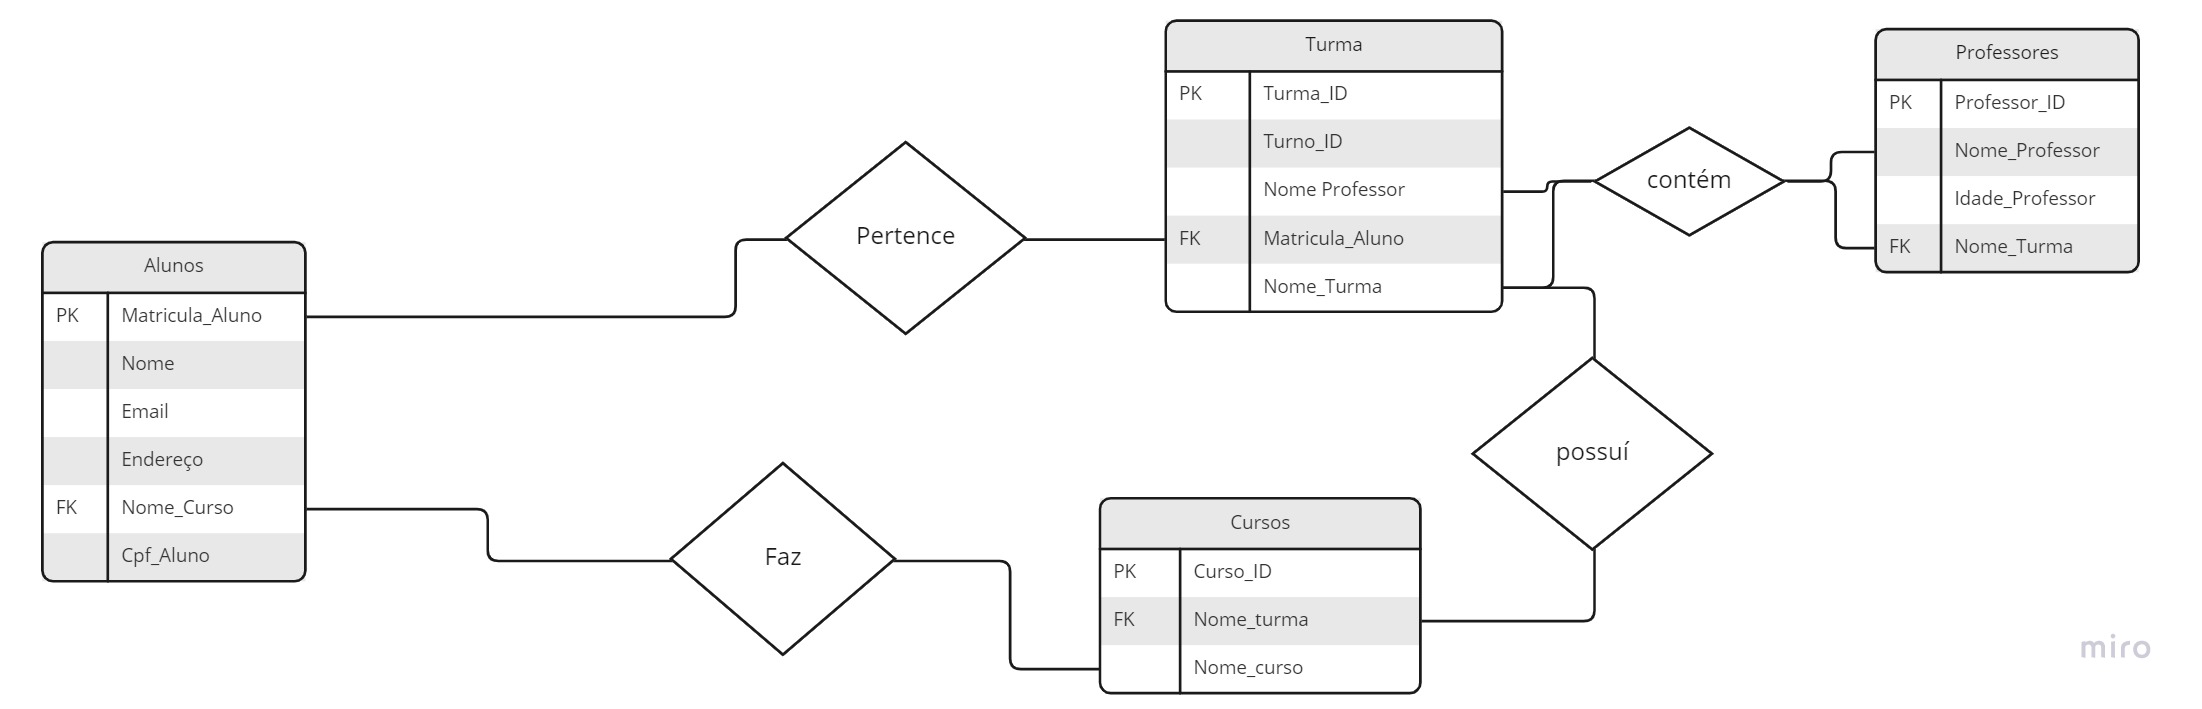 Turma
PK Turma_ID
Turno_ID
Nome Professor
FK Matricula_Aluno
Nome_Turma
Professores
PK Professor_ID
Nome_Professor
Idade_Professor
FK Nome_Turma
contém
Pertence
Alunos
PK Matricula_Aluno
Nome
Email
Endereço
FK Nome_Curso
Cpf_Aluno
possuí
Faz
Cursos
PK Curso_ID
FK Nome_turma
Nome_curso
miro